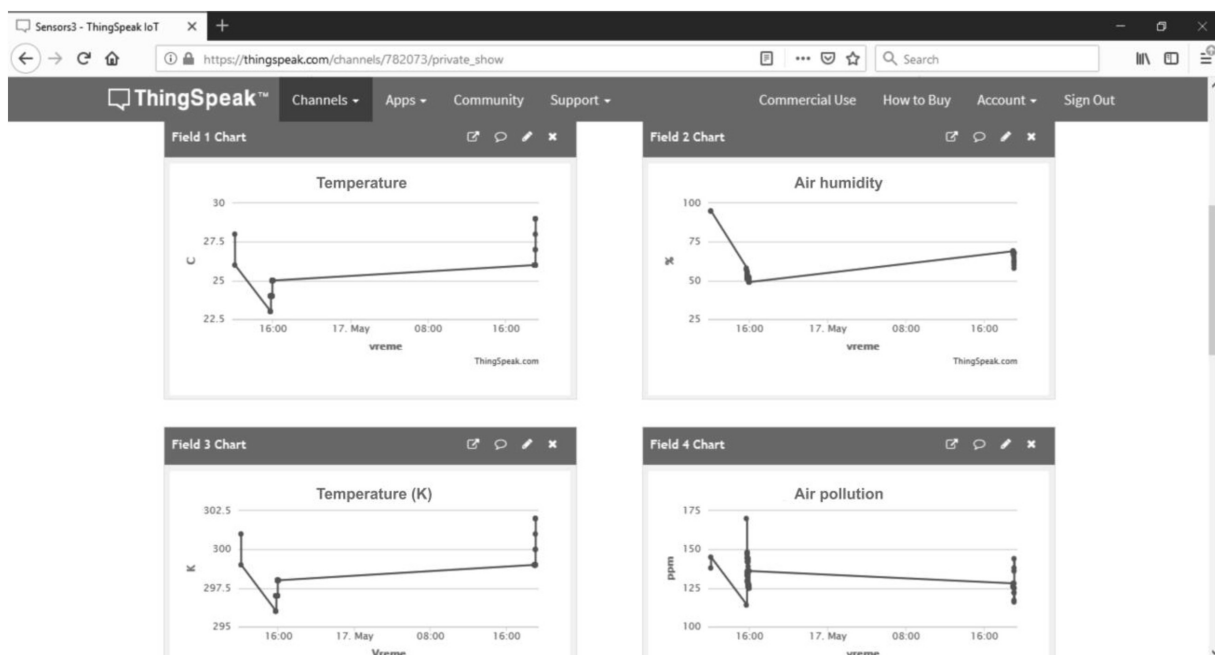 Sensors3 - ThingSpeak IoT
https://thingspeak.com/channels/782073/private_show
Search
ThingSpeak™ Channels Apps Community Support Commercial Use How to Buy Account Sign Out
Field 1 Chart
Temperature
30
27.5
25
22.5
C
16:00 17. May 08:00 16:00
vreme
ThingSpeak.com
Field 2 Chart
Air humidity
100
75
50
25
%
16:00 17. May 08:00 16:00
vreme
ThingSpeak.com
Field 3 Chart
Temperature (K)
302.5
300
297.5
295
K
16:00 17. May 08:00 16:00
Vreme
Field 4 Chart
Air pollution
175
150
125
100
ppm
16:00 17. May 08:00 16:00
vreme